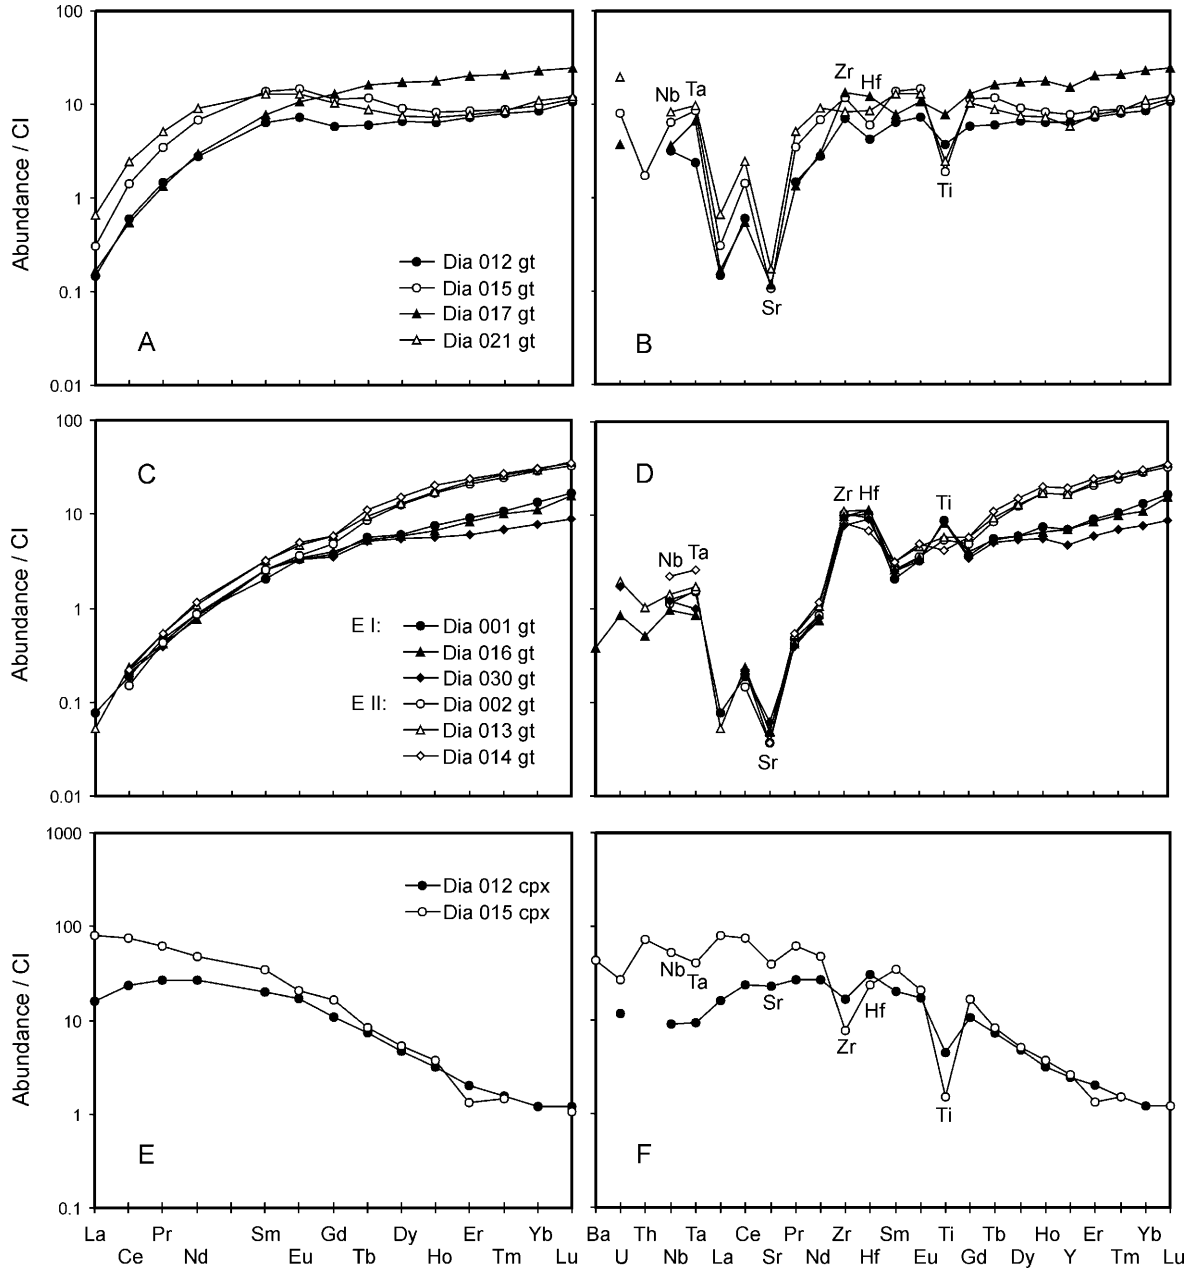 100
10
1
0.1
0.01
Abundance / CI
A
Dia 012 gt
Dia 015 gt
Dia 017 gt
Dia 021 gt
Nb
Ta
Zr
Hf
Ti
Sr
B
100
10
1
0.1
0.01
Abundance / CI
C
E I:
Dia 001 gt
Dia 016 gt
Dia 030 gt
E II:
Dia 002 gt
Dia 013 gt
Dia 014 gt
D
Nb
Ta
Zr Hf
Ti
Sr
1000
100
10
1
0.1
Abundance / CI
Dia 012 cpx
Dia 015 cpx
E
Nb
Ta
Sr
Zr
Hf
Ti
F
La Pr Sm Gd Dy Er Yb
Ce Nd Eu Tb Ho Tm Lu
Ba Th Ta Ce Pr Zr Sm Ti Tb Ho Er Yb
U Nb La Sr Nd Hf Eu Gd Dy Y Tm Lu